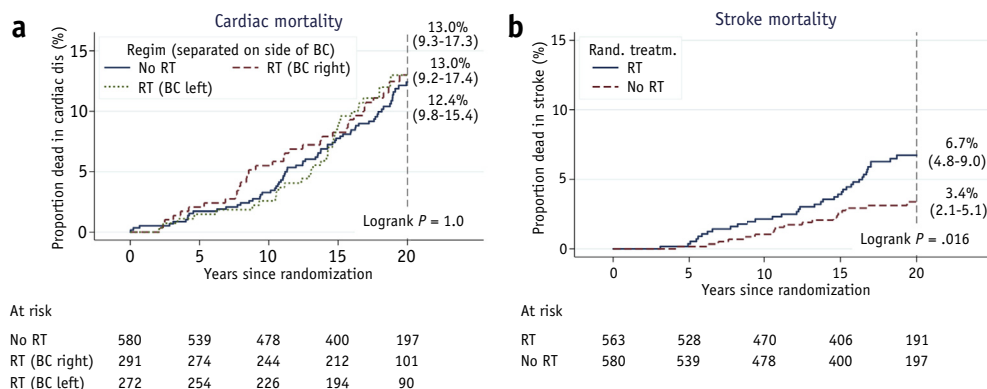 a
Cardiac mortality
Proportion dead in cardiac dis (%)
15
10
5
0
Regim (separated on side of BC)
No RT
RT (BC right)
RT (BC left)
13.0%
(9.3-17.3)
13.0%
(9.2-17.4)
12.4%
(9.8-15.4)
Logrank P = 1.0
0 5 10 15 20
Years since randomization
At risk
No RT 580 539 478 400 197
RT (BC right) 291 274 244 212 101
RT (BC left) 272 254 226 194 90
b
Stroke mortality
Proportion dead in stroke (%)
15
10
5
0
Rand. treatm.
RT
No RT
6.7%
(4.8-9.0)
3.4%
(2.1-5.1)
Logrank P = .016
0 5 10 15 20
Years since randomization
At risk
RT 563 528 470 406 191
No RT 580 539 478 400 197